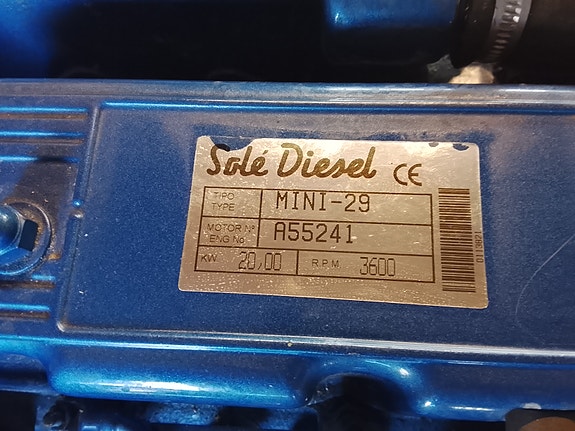 Solé Diesel CE
TIPO
TYPE
MINI-29
MOTOR Nº
ENG No
A55241
KW 20,00 R.P.M 3600